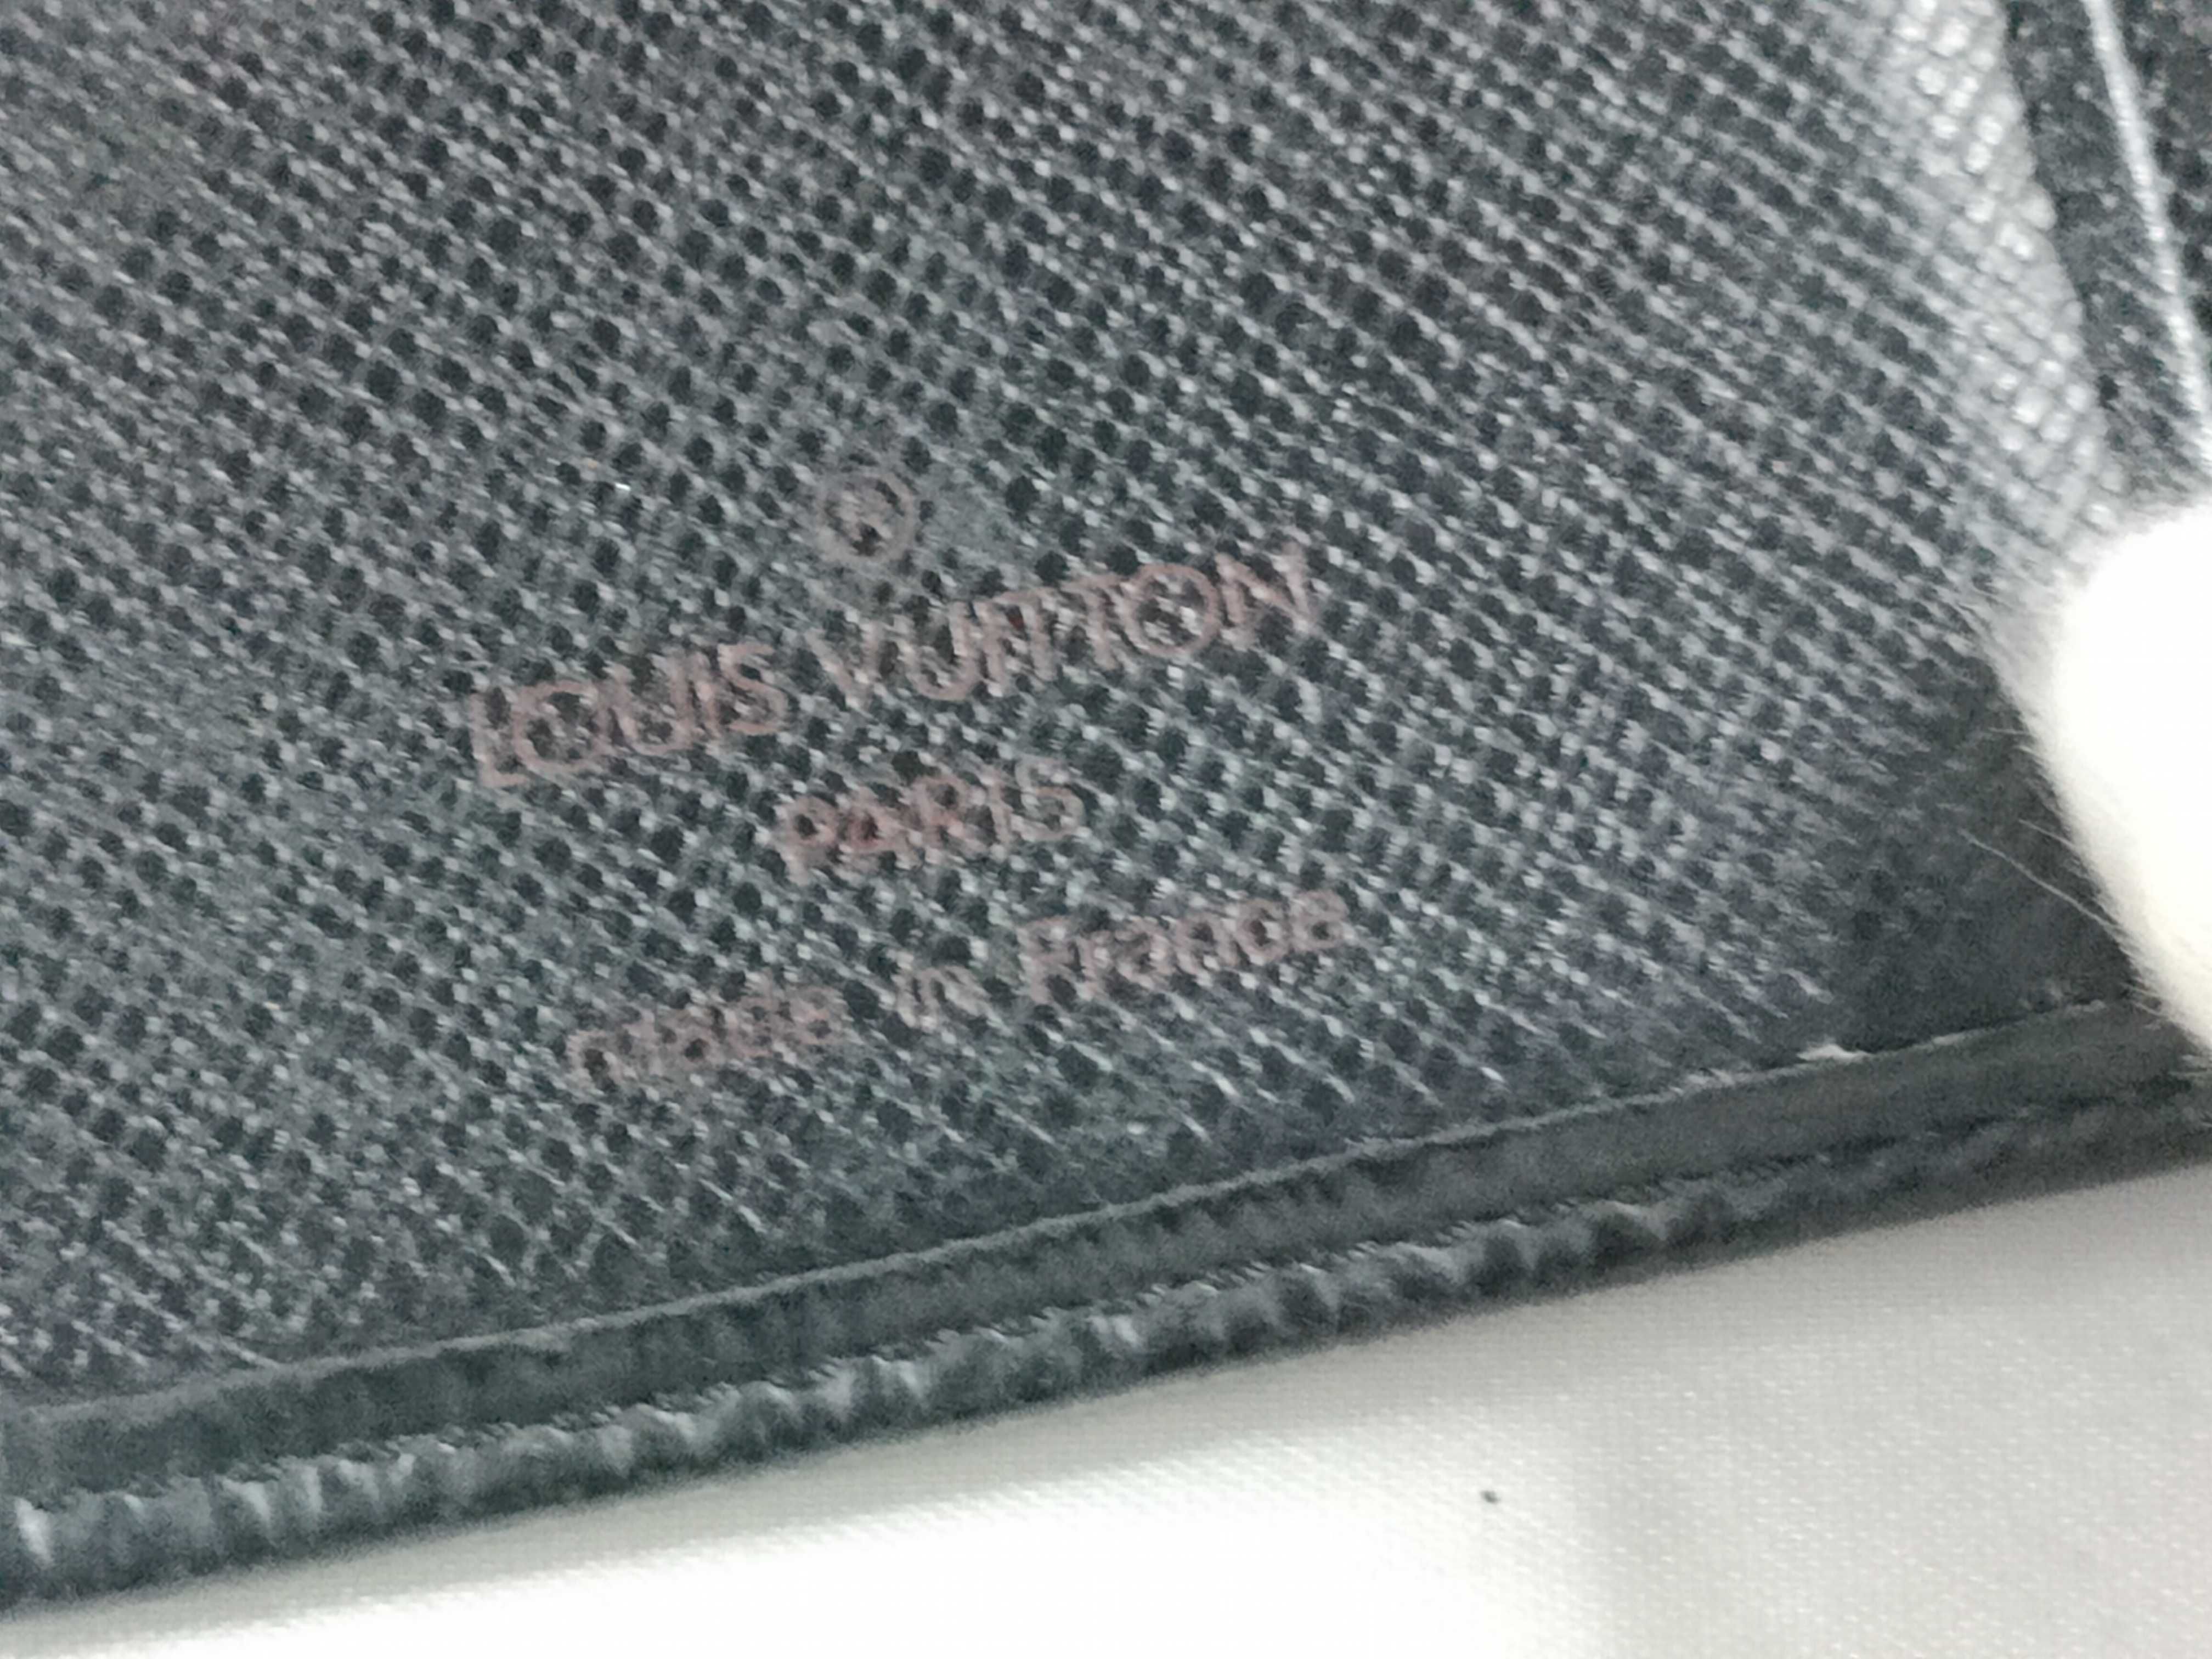 ®
LOUIS VUITTON
PARIS
made in France